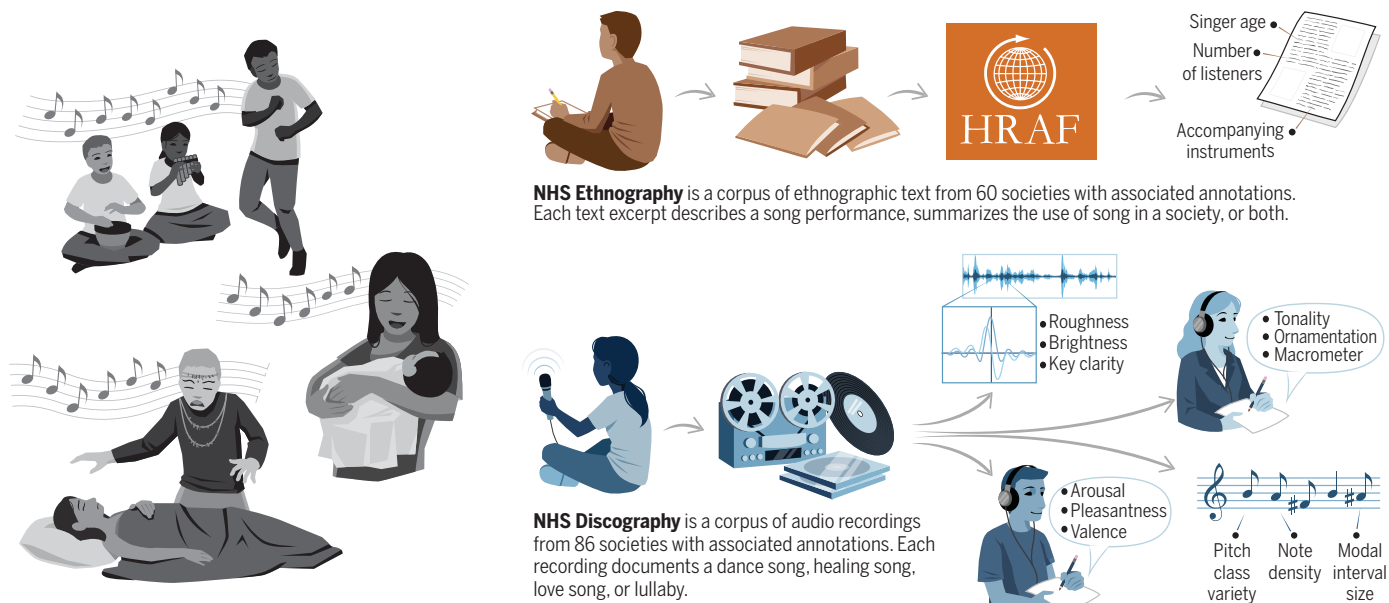 HRAF
Singer age
Number
of listeners
Accompanying
instruments
NHS Ethnography is a corpus of ethnographic text from 60 societies with associated annotations.
Each text excerpt describes a song performance, summarizes the use of song in a society, or both.
• Roughness
• Brightness
• Key clarity
• Tonality
• Ornamentation
• Macrometer
NHS Discography is a corpus of audio recordings
from 86 societies with associated annotations. Each
recording documents a dance song, healing song,
love song, or lullaby.
• Arousal
• Pleasantness
• Valence
Pitch
class
variety
Note
density
Modal
interval
size